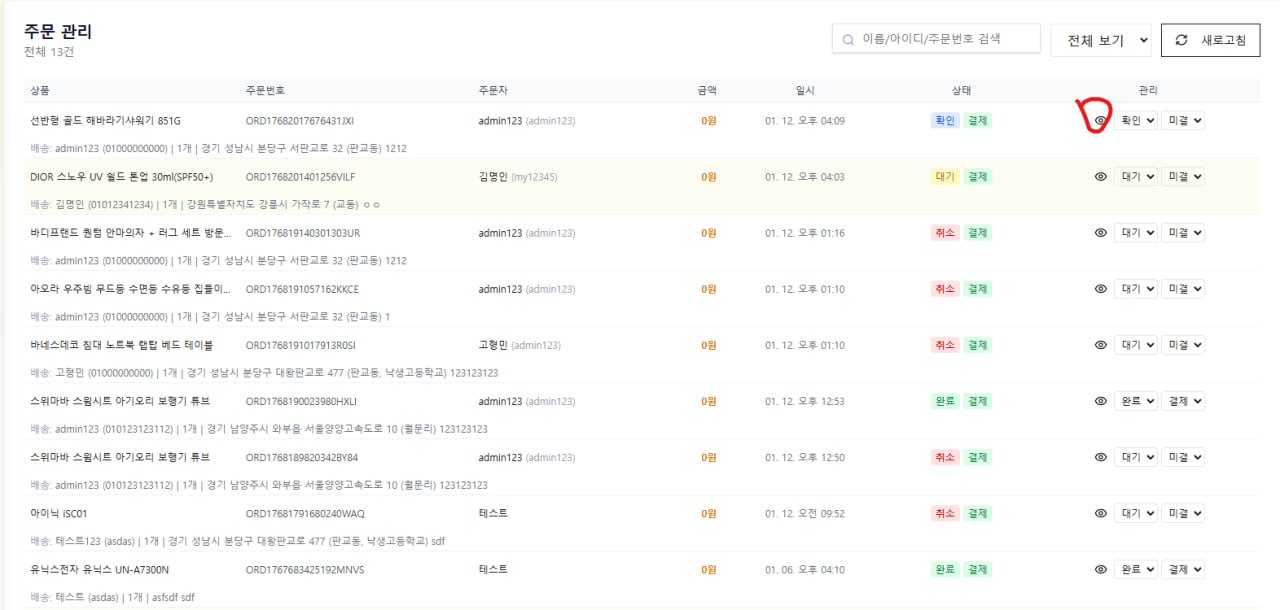 주문 관리
전체 13건
이름/아이디/주문번호 검색
전체 보기
새로고침
상품 주문번호 주문자 금액 일시 상태 관리
선반형 골드 해바라기샤워기 851G ORD17682017676431JXI admin123 (admin123) 0원 01. 12. 오후 04:09 확인 결제 확인 미결
배송: admin123 (01000000000) | 1개 | 경기 성남시 분당구 서판교로 32 (판교동) 1212
DIOR 스노우 UV 쉴드 톤업 30ml(SPF50+) ORD1768201401256VILF 김명인 (my12345) 0원 01. 12. 오후 04:03 대기 결제 대기 미결
배송: 김명인 (01012341234) | 1개 | 강원특별자치도 강릉시 가작로 7 (교동) ㅇㅇ
바디프랜드 퀀텀 안마의자 + 러그 세트 방문... ORD176819140301303UR admin123 (admin123) 0원 01. 12. 오후 01:16 취소 결제 대기 미결
배송: admin123 (01000000000) | 1개 | 경기 성남시 분당구 서판교로 32 (판교동) 1212
아오라 우주빔 무드등 수면등 수유등 집들이... ORD1768191057162KKCE admin123 (admin123) 0원 01. 12. 오후 01:10 취소 결제 대기 미결
배송: admin123 (01000000000) | 1개 | 경기 성남시 분당구 서판교로 32 (판교동) 1
바네스데코 침대 노트북 랩탑 베드 테이블 ORD1768191017913R0SI 고형민 (admin123) 0원 01. 12. 오후 01:10 취소 결제 대기 미결
배송: 고형민 (01000000000) | 1개 | 경기 성남시 분당구 대왕판교로 477 (판교동, 낙생고등학교) 123123123
스위마바 스윔시트 아기오리 보행기 튜브 ORD1768190023980HXLI admin123 (admin123) 0원 01. 12. 오후 12:53 완료 결제 완료 결제
배송: admin123 (010123123112) | 1개 | 경기 남양주시 와부읍 서울양양고속도로 10 (월문리) 123123123
스위마바 스윔시트 아기오리 보행기 튜브 ORD1768189820342BY84 admin123 (admin123) 0원 01. 12. 오후 12:50 취소 결제 대기 미결
배송: admin123 (010123123112) | 1개 | 경기 남양주시 와부읍 서울양양고속도로 10 (월문리) 123123123
아이닉 iSC01 ORD17681791680240WAQ 테스트 0원 01. 12. 오전 09:52 취소 결제 대기 미결
배송: 테스트123 (asdas) | 1개 | 경기 성남시 분당구 대왕판교로 477 (판교동, 낙생고등학교) sdf
유닉스전자 유닉스 UN-A7300N ORD1767683425192MNVS 테스트 0원 01. 06. 오후 04:10 완료 결제 완료 결제
배송: 테스트 (asdas) | 1개 | asfsdf sdf